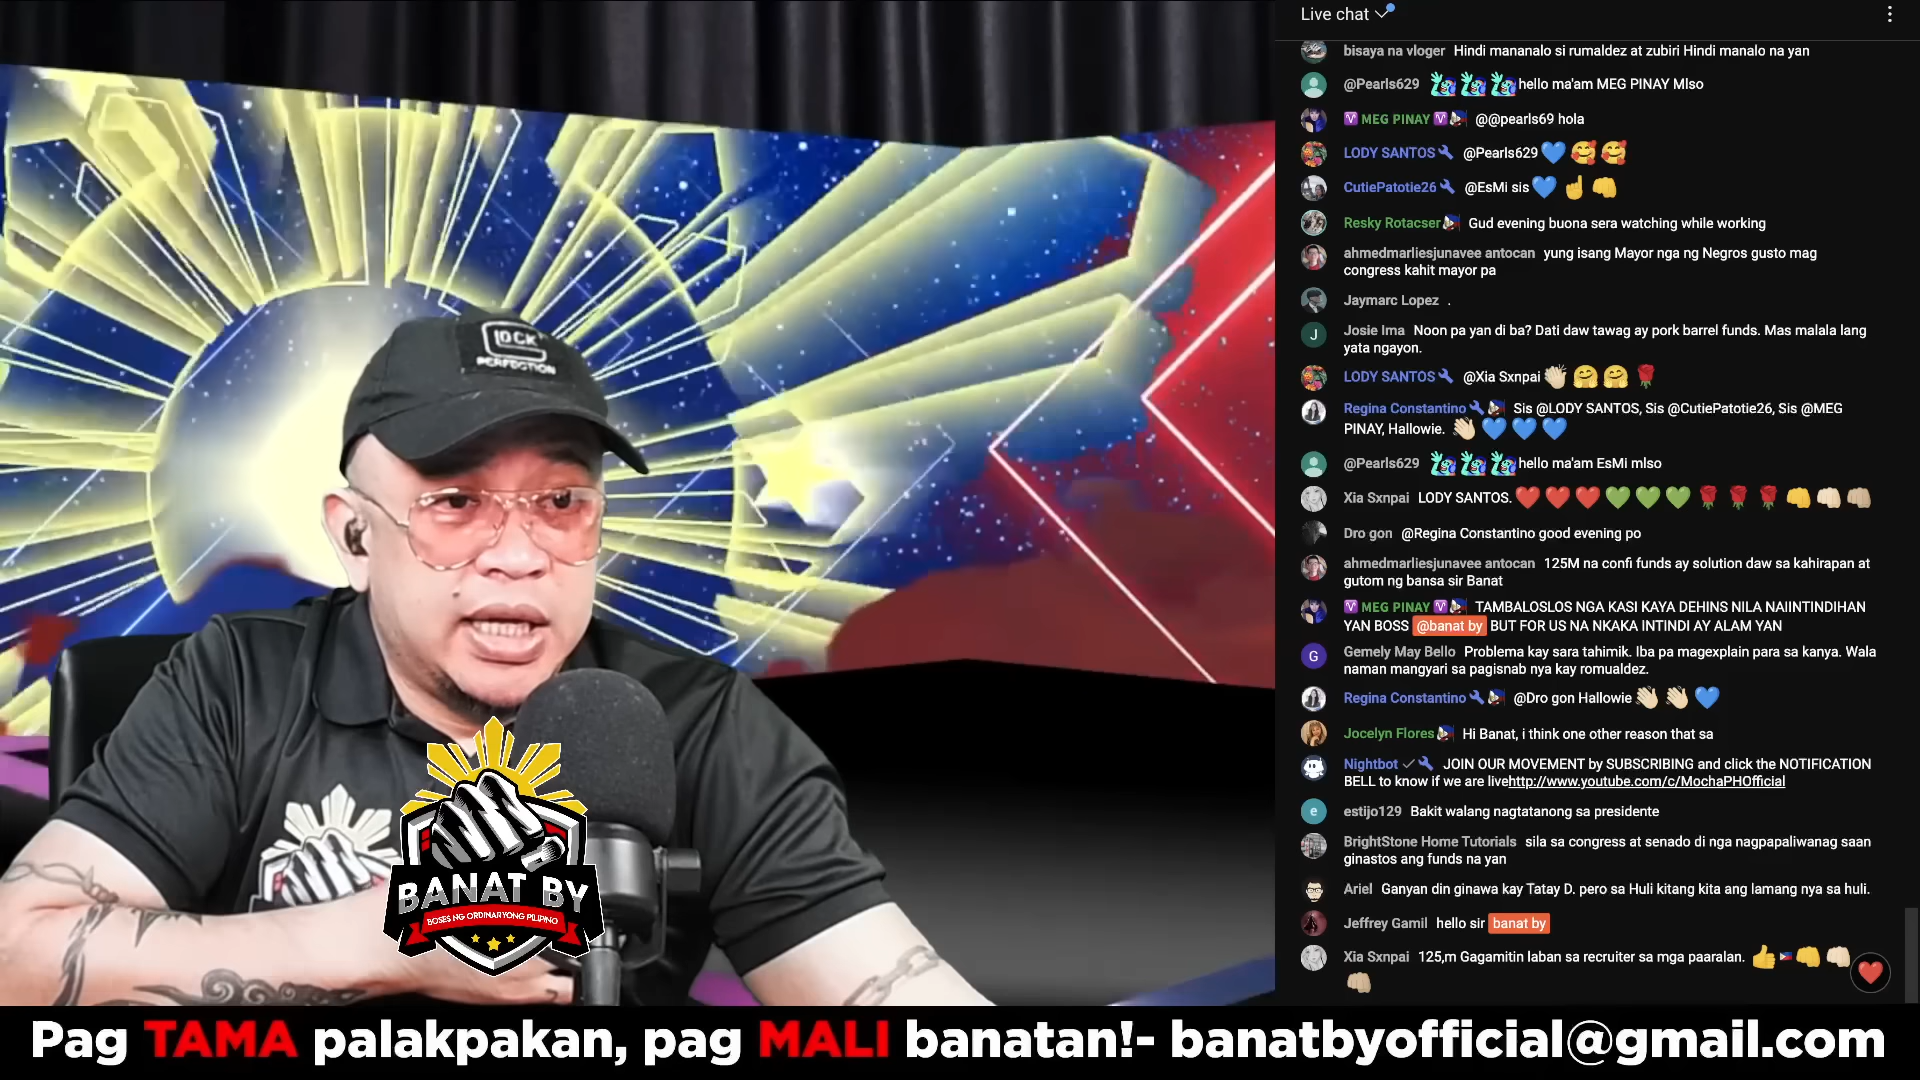 LOCK
PERFECTION
BANAT BY
BOSES NG ORDINARYONG PILIPINO
Live chat
bisaya na vloger Hindi mananalo si rumaldez at zubiri Hindi manalo na yan
@Pearls629 hello ma'am MEG PINAY Mlso
MEG PINAY @@pearls69 hola
LODY SANTOS @Pearls629
CutiePatotie26 @EsMi sis
Resky Rotacser Gud evening buona sera watching while working
ahmedmarliesjunavee antocan yung isang Mayor nga ng Negros gusto mag
congress kahit mayor pa
Jaymarc Lopez .
J
Josie Ima Noon pa yan di ba? Dati daw tawag ay pork barrel funds. Mas malala lang
yata ngayon.
LODY SANTOS @Xia Sxnpai
Regina Constantino Sis @LODY SANTOS, Sis @CutiePatotie26, Sis @MEG
PINAY, Hallowie.
@Pearls629 hello ma'am EsMi mlso
Xia Sxnpai LODY SANTOS.
Dro gon @Regina Constantino good evening po
ahmedmarliesjunavee antocan 125M na confi funds ay solution daw sa kahirapan at
gutom ng bansa sir Banat
MEG PINAY TAMBALOSLOS NGA KASI KAYA DEHINS NILA NAIINTINDIHAN
YAN BOSS @banat by BUT FOR US NA NKAKA INTINDI AY ALAM YAN
G
Gemely May Bello Problema kay sara tahimik. Iba pa magexplain para sa kanya. Wala
naman mangyari sa pagisnab nya kay romualdez.
Regina Constantino @Dro gon Hallowie
Jocelyn Flores Hi Banat, i think one other reason that sa
Nightbot JOIN OUR MOVEMENT by SUBSCRIBING and click the NOTIFICATION
BELL to know if we are livehttp://www.youtube.com/c/MochaPHOfficial
e
estijo129 Bakit walang nagtatanong sa presidente
BrightStone Home Tutorials sila sa congress at senado di nga nagpapaliwanag saan
ginastos ang funds na yan
Ariel Ganyan din ginawa kay Tatay D. pero sa Huli kitang kita ang lamang nya sa huli.
Jeffrey Gamil hello sir banat by
Xia Sxnpai 125,m Gagamitin laban sa recruiter sa mga paaralan.
Pag TAMA palakpakan, pag MALI banatan!- banatbyofficial@gmail.com